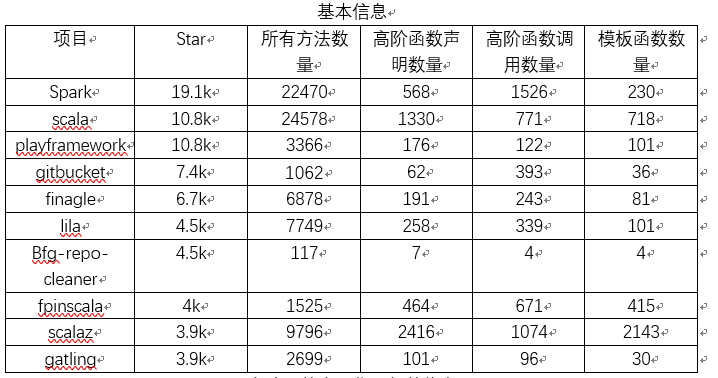 基本信息
项目 Star 所有方法数量 高阶函数声明数量 高阶函数调用数量 模板函数数量
Spark 19.1k 22470 568 1526 230
scala 10.8k 24578 1330 771 718
playframework 10.8k 3366 176 122 101
gitbucket 7.4k 1062 62 393 36
finagle 6.7k 6878 191 243 81
lila 4.5k 7749 258 339 101
Bfg-repo-cleaner 4.5k 117 7 4 4
fpinscala 4k 1525 464 671 415
scalaz 3.9k 9796 2416 1074 2143
gatling 3.9k 2699 101 96 30